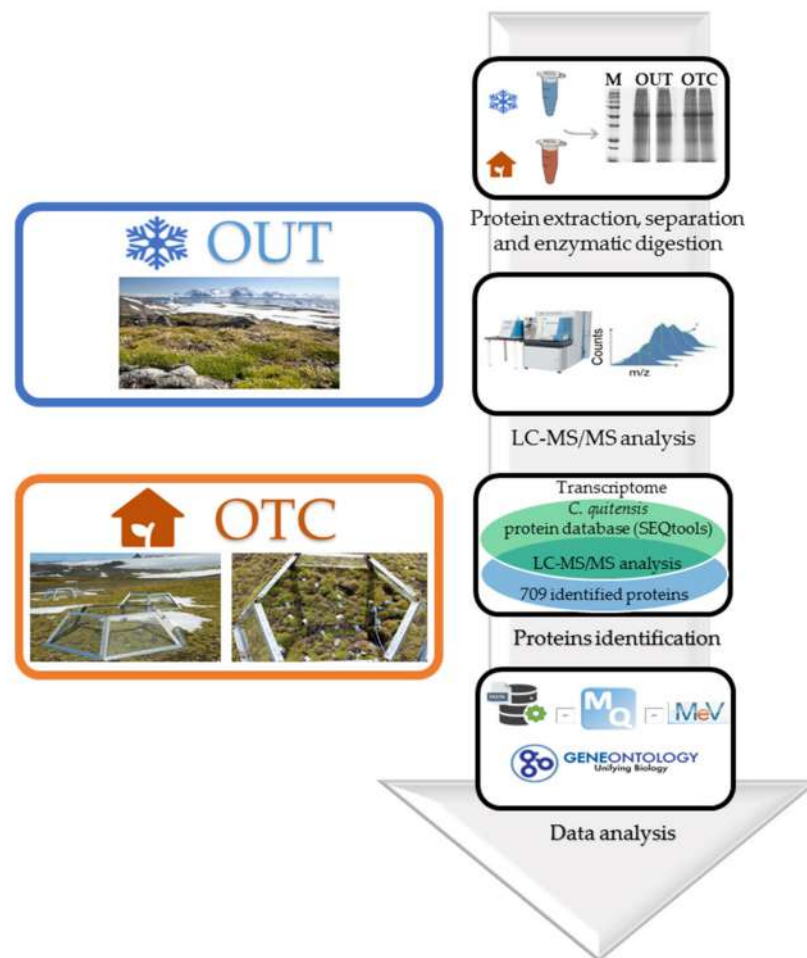 OUT
OTC
M OUT OTC
Protein extraction, separation
and enzymatic digestion
Counts
m/z
LC-MS/MS analysis
Transcriptome
C. quitensis
protein database (SEQtools)
LC-MS/MS analysis
709 identified proteins
Proteins identification
MQ
MeV
go
GENEONTOLOGY
Unifying Biology
Data analysis